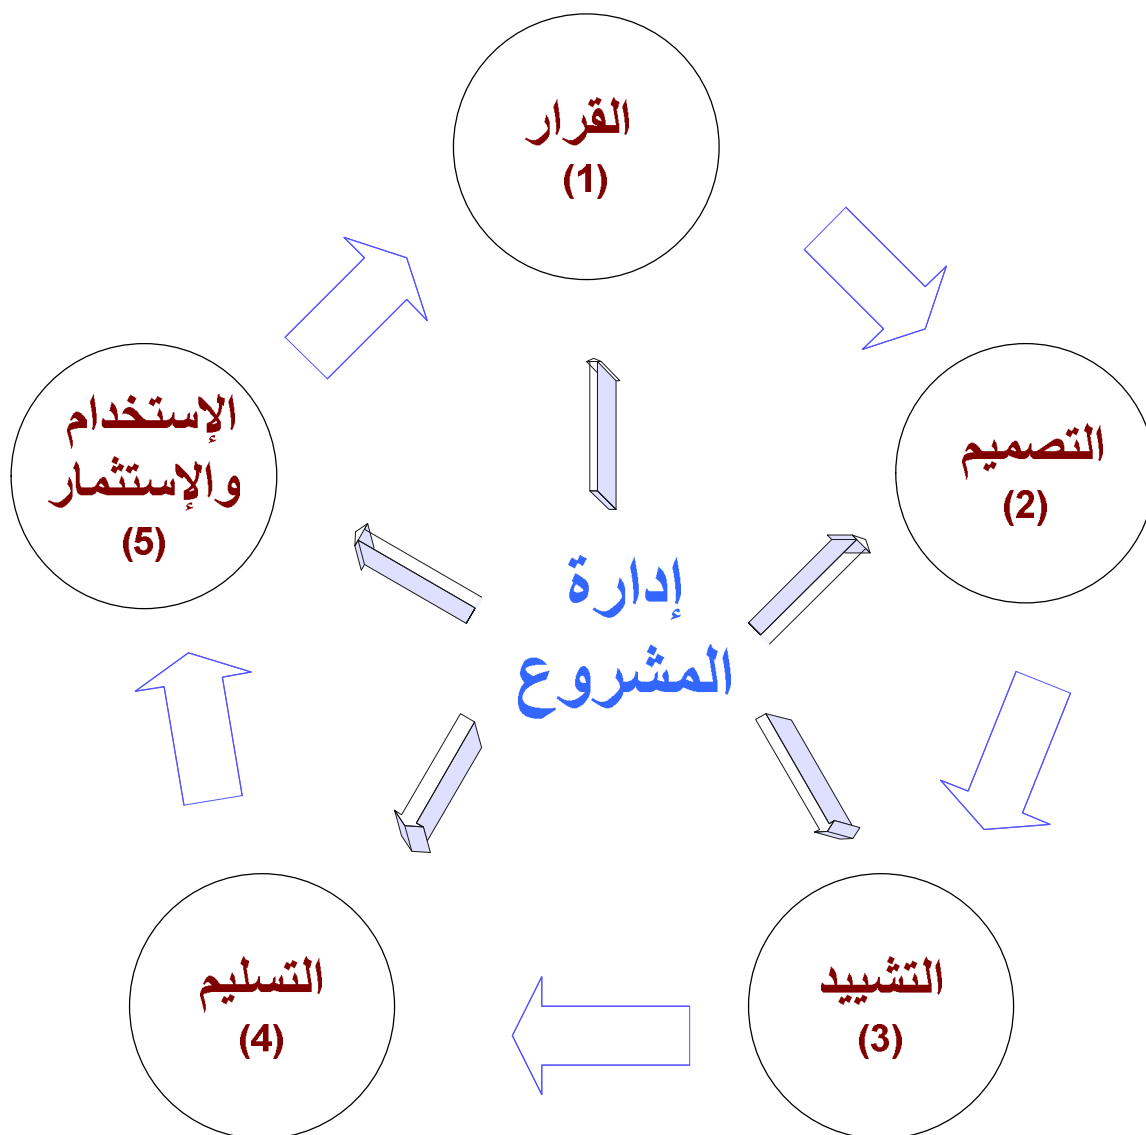 القرار
(1)
التصميم
(2)
التشييد
(3)
التسليم
(4)
الإستخدام
والإستثمار
(5)
إدارة
المشروع